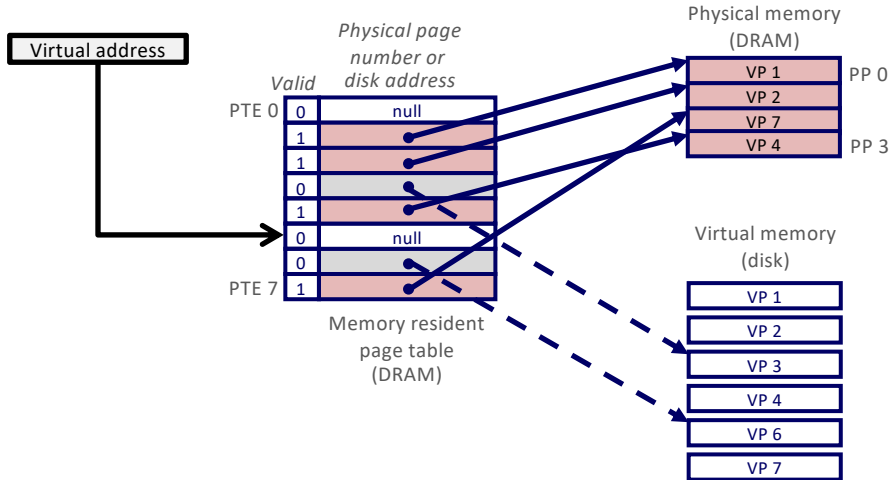 Virtual address
Physical page
number or
disk address
Valid
PTE 0
0
null
1
1
0
1
0
null
0
PTE 7
1
Memory resident
page table
(DRAM)
Physical memory
(DRAM)
VP 1
PP 0
VP 2
VP 7
VP 4
PP 3
Virtual memory
(disk)
VP 1
VP 2
VP 3
VP 4
VP 6
VP 7